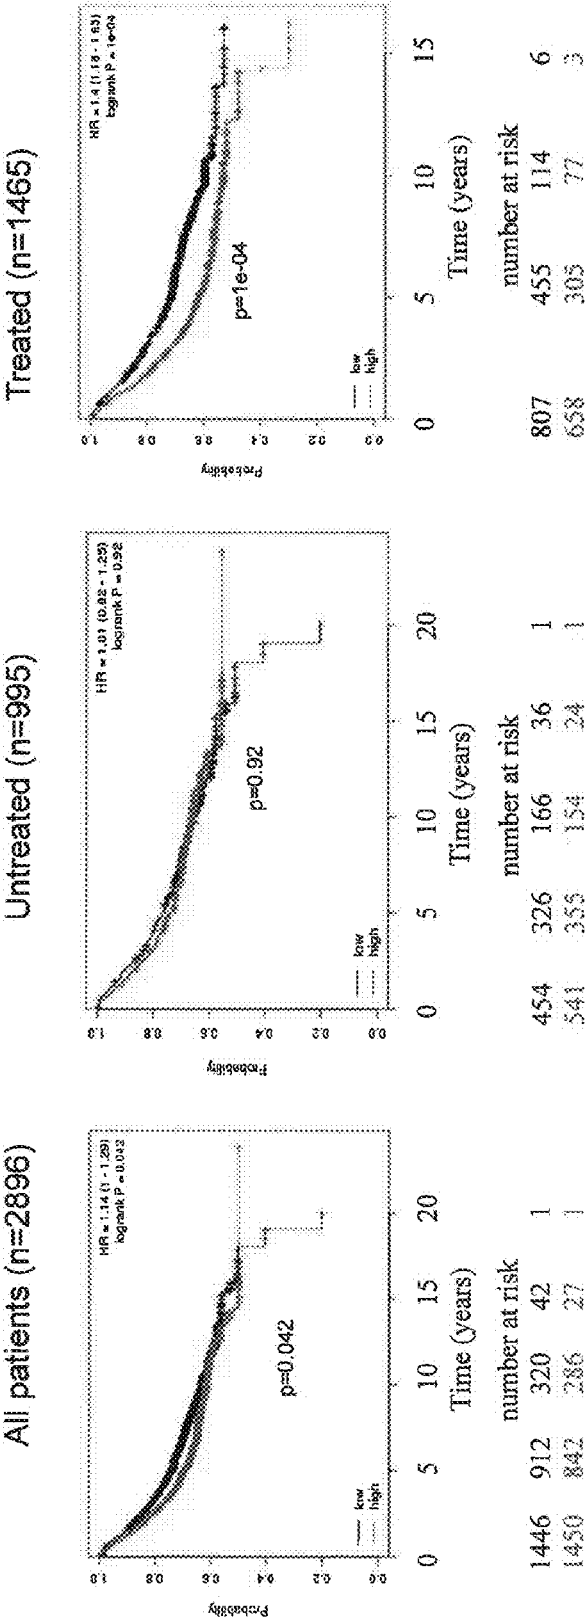 All patients (n=2896)
HR = 1.14 (1 - 1.29)
logrank P = 0.042
Probability
1.0
0.8
0.6
0.4
0.2
0.0
p=0.042
low
high
0 5 10 15 20
Time (years)
number at risk
1446 912 320 42 1
1450 842 286 27 1
Untreated (n=995)
HR = 1.01 (0.82 - 1.25)
logrank P = 0.92
Probability
1.0
0.8
0.6
0.4
0.2
0.0
p=0.92
low
high
0 5 10 15 20
Time (years)
number at risk
454 326 166 36 1
541 355 154 24 1
Treated (n=1465)
HR = 1.4 (1.18 - 1.65)
logrank P = 1e-04
Probability
1.0
0.8
0.6
0.4
0.2
0.0
p=1e-04
low
high
0 5 10 15
Time (years)
number at risk
807 455 114 6
658 305 77 3